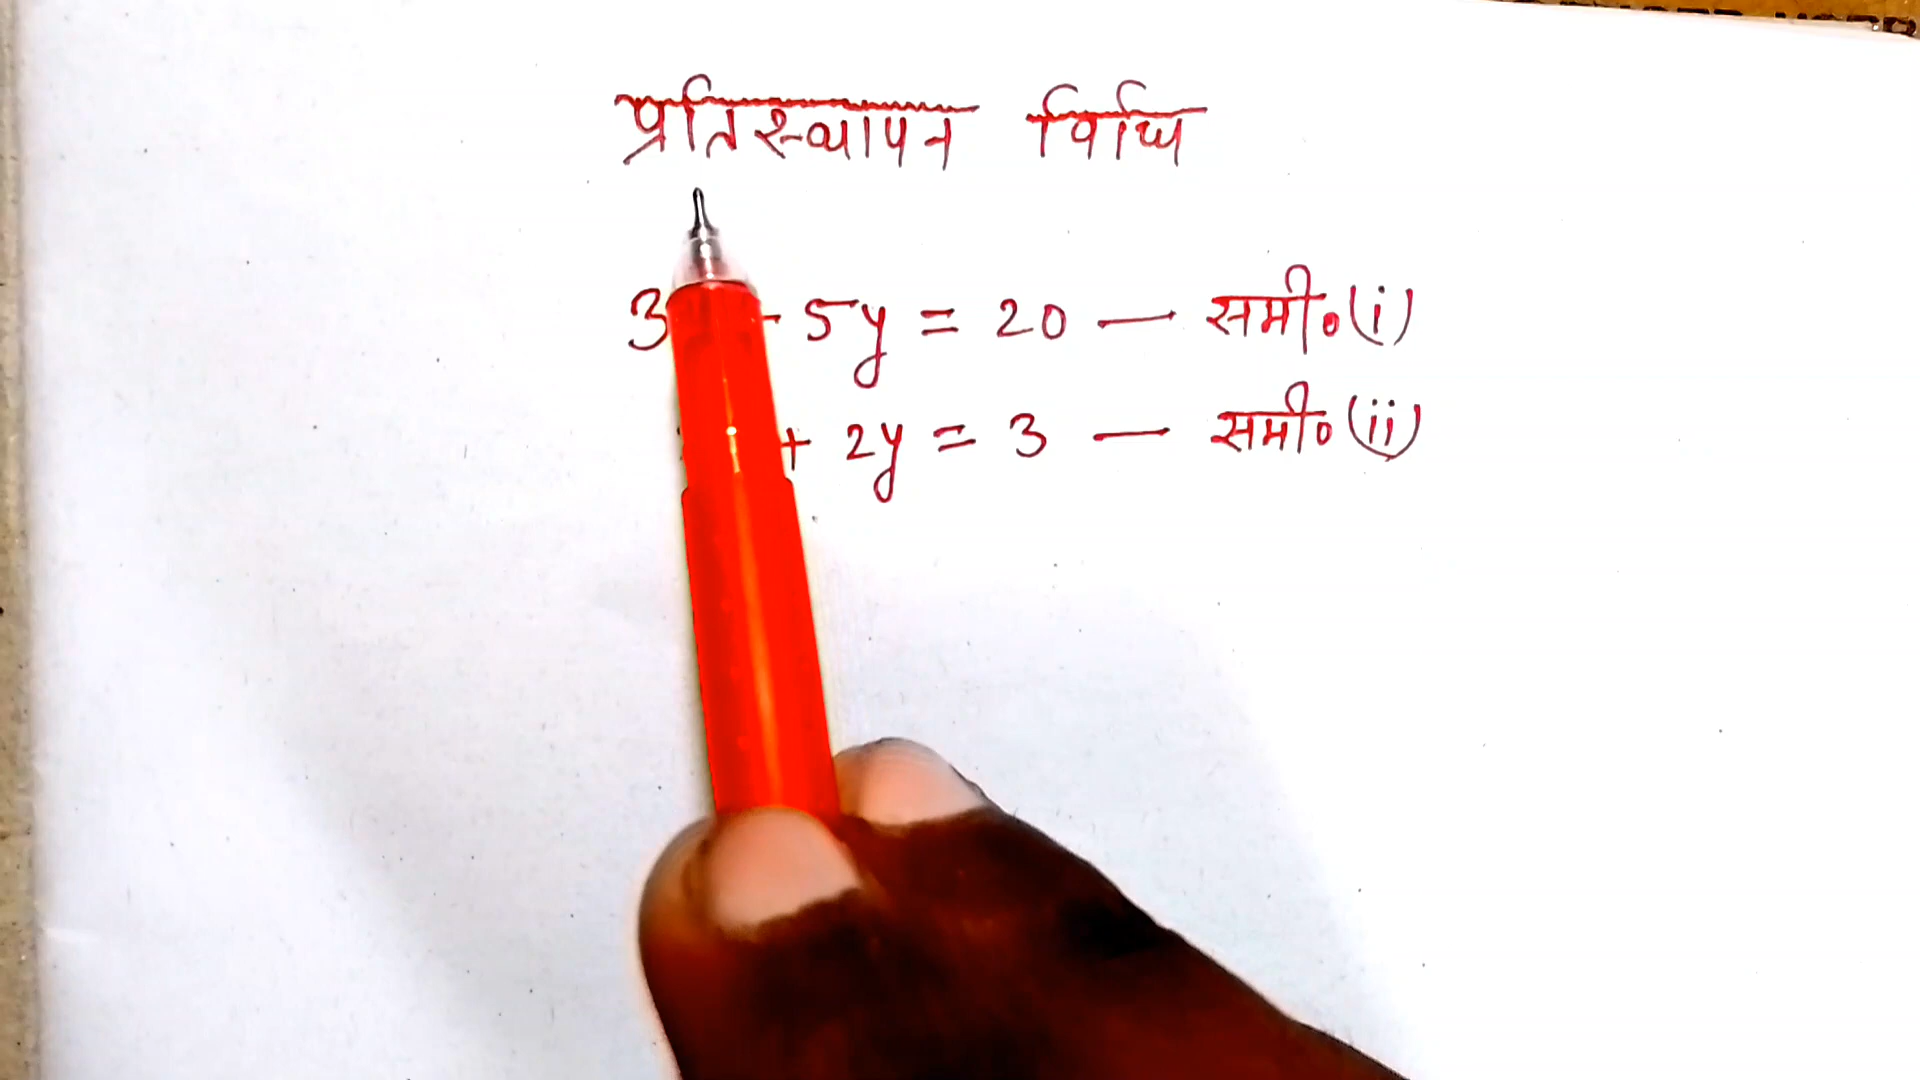 प्रतिस्थापन विधि
3 - 5y = 20 — समी०(i)
+ 2y = 3 — समी०(ii)